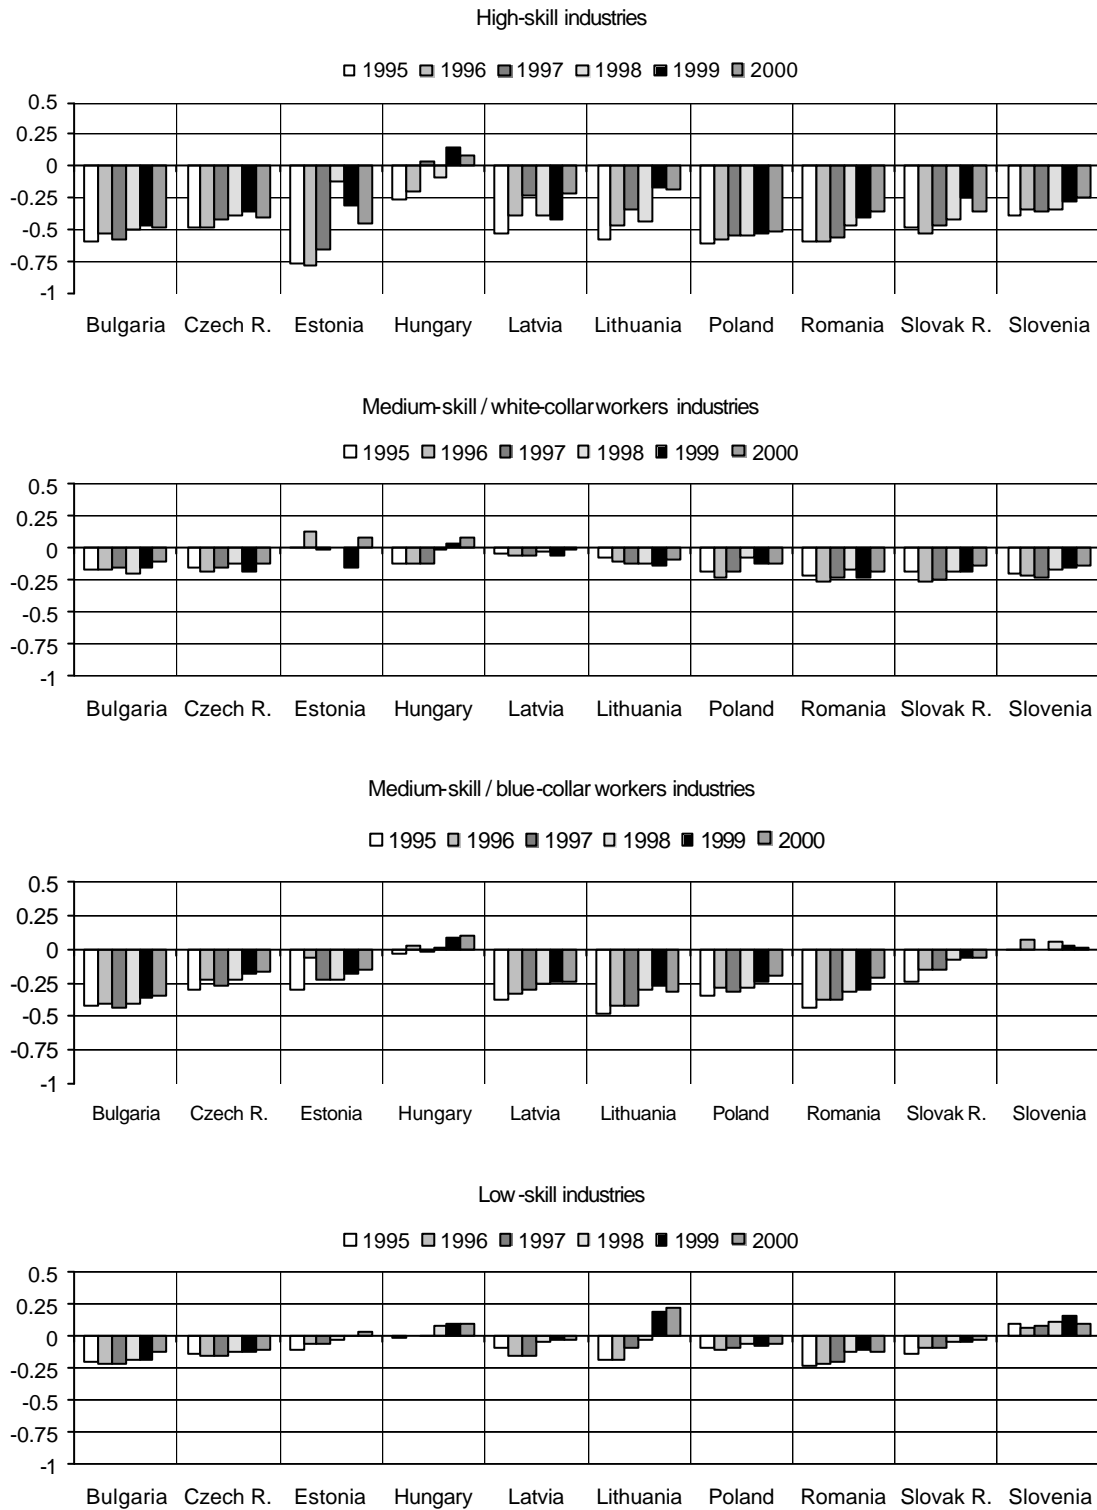 High-skill industries
1995 1996 1997 1998 1999 2000
0.5
0.25
0
-0.25
-0.5
-0.75
-1
Bulgaria Czech R. Estonia Hungary Latvia Lithuania Poland Romania Slovak R. Slovenia
Medium-skill / white-collar workers industries
1995 1996 1997 1998 1999 2000
0.5
0.25
0
-0.25
-0.5
-0.75
-1
Bulgaria Czech R. Estonia Hungary Latvia Lithuania Poland Romania Slovak R. Slovenia
Medium-skill / blue-collar workers industries
1995 1996 1997 1998 1999 2000
0.5
0.25
0
-0.25
-0.5
-0.75
-1
Bulgaria Czech R. Estonia Hungary Latvia Lithuania Poland Romania Slovak R. Slovenia
Low-skill industries
1995 1996 1997 1998 1999 2000
0.5
0.25
0
-0.25
-0.5
-0.75
-1
Bulgaria Czech R. Estonia Hungary Latvia Lithuania Poland Romania Slovak R. Slovenia